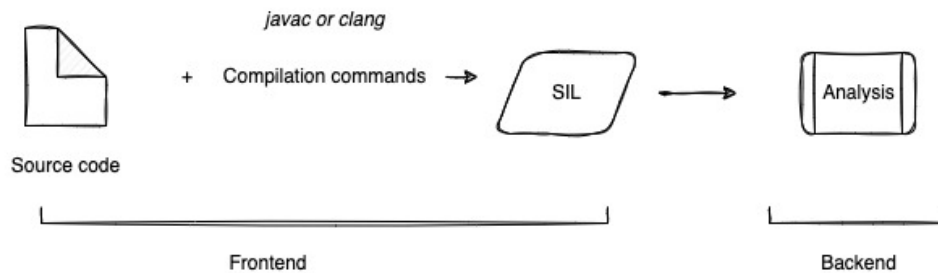 javac or clang
+ Compilation commands
SIL
Analysis
Source code
Frontend
Backend